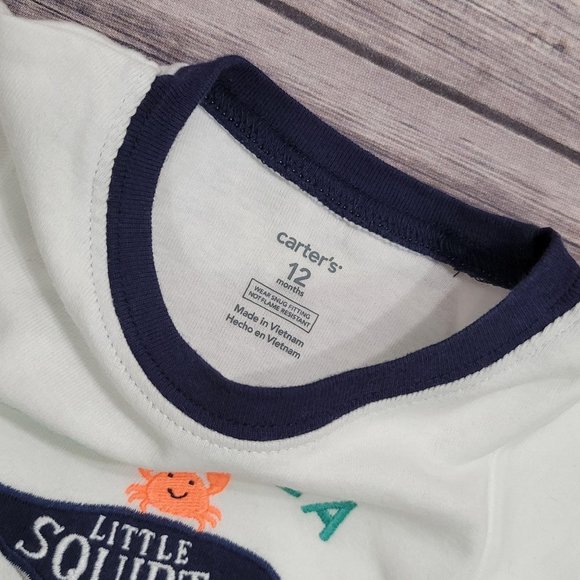 carter's
12
months
WEAR SNUG FITTING
NOT FLAME RESISTANT
Made in Vietnam
Hecho en Vietnam
A
LITTLE